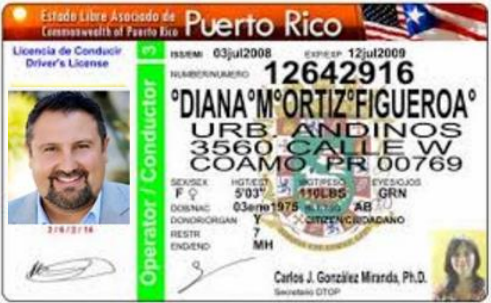 Estado Libre Asociado de
Commonwealth of Puerto Rico
Puerto Rico
Licencia de Conducir
Driver's License
Operator / Conductor
3
ISS/EMI 03jul2008 EXP/EXP 12jul2009
NUMBER/NUMERO 12642916
°DIANA°M°ORTIZ°FIGUEROA°
URB. ANDINOS
3560 CALLE W
COAMO, PR 00769
SEX/SEX HGT/EST WGT/PESO EYES/OJOS
F ♀ 5'03" 110LBS GRN
DOB/NAC 03ene1975 AB
DONOR/ORGAN Y CITIZEN/CIUDADANO
RESTR 7
END/END MH
Carlos J. González Miranda, Ph.D.
Secretario DTOP